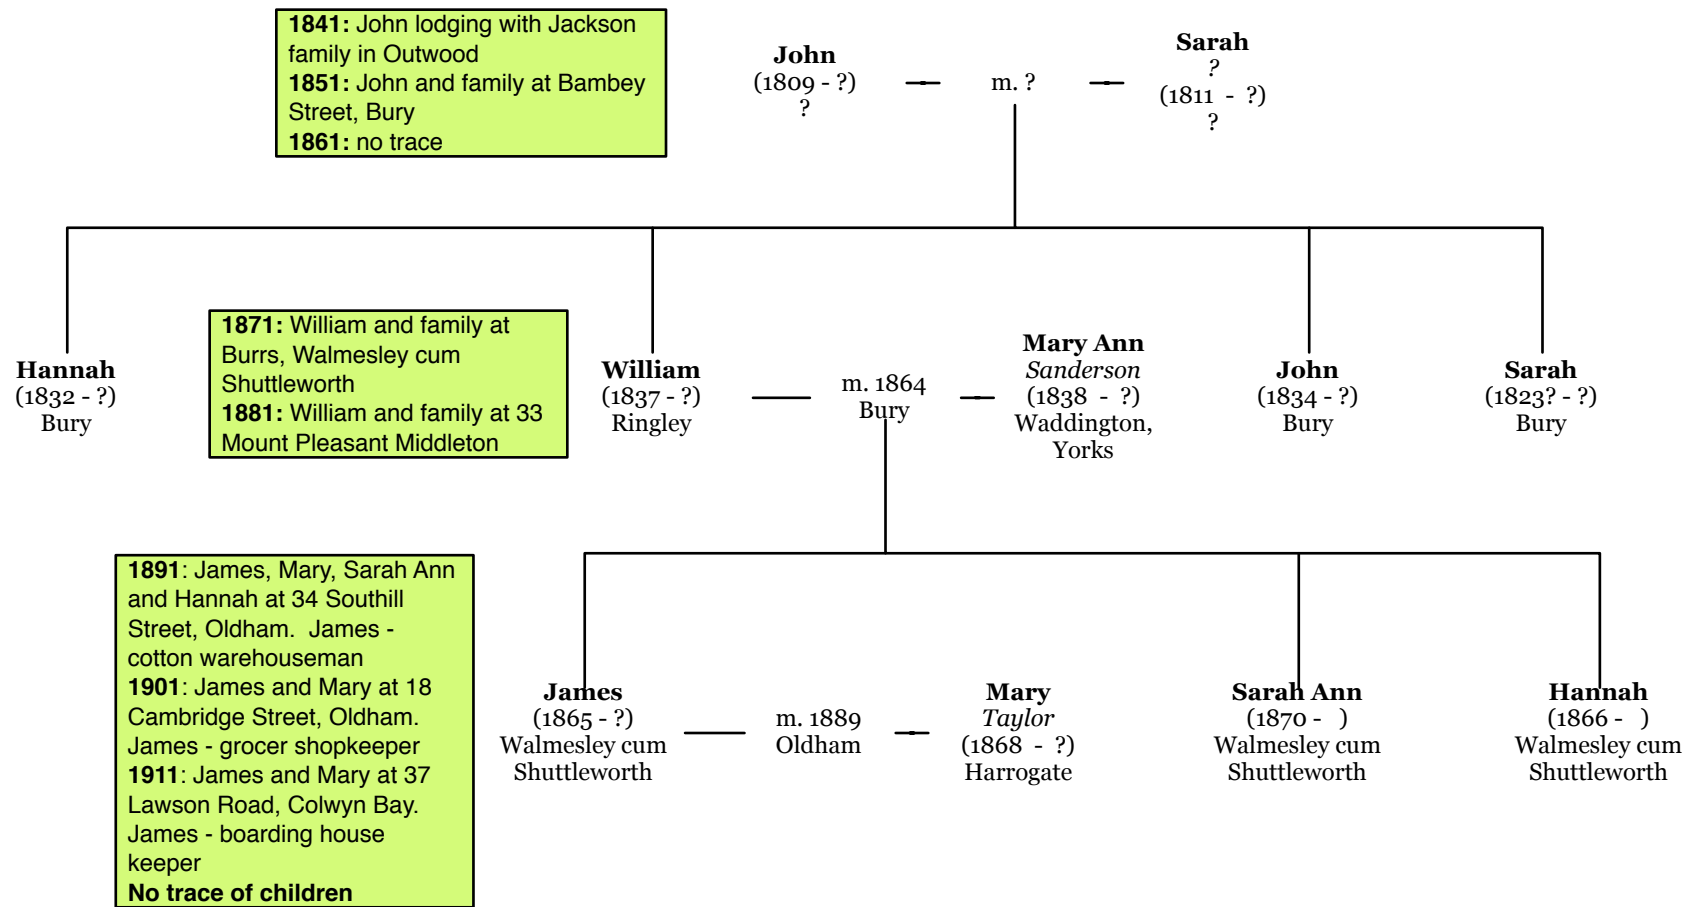 1841: John lodging with Jackson
family in Outwood
1851: John and family at Bambey
Street, Bury
1861: no trace
John
(1809 - ?)
?
m. ?
Sarah
?
(1811 - ?)
?
Hannah
(1832 - ?)
Bury
1871: William and family at
Burrs, Walmesley cum
Shuttleworth
1881: William and family at 33
Mount Pleasant Middleton
William
(1837 - ?)
Ringley
m. 1864
Bury
Mary Ann
Sanderson
(1838 - ?)
Waddington,
Yorks
John
(1834 - ?)
Bury
Sarah
(1823? - ?)
Bury
1891: James, Mary, Sarah Ann
and Hannah at 34 Southill
Street, Oldham. James -
cotton warehouseman
1901: James and Mary at 18
Cambridge Street, Oldham.
James - grocer shopkeeper
1911: James and Mary at 37
Lawson Road, Colwyn Bay.
James - boarding house
keeper
No trace of children
James
(1865 - ?)
Walmesley cum
Shuttleworth
m. 1889
Oldham
Mary
Taylor
(1868 - ?)
Harrogate
Sarah Ann
(1870 - )
Walmesley cum
Shuttleworth
Hannah
(1866 - )
Walmesley cum
Shuttleworth